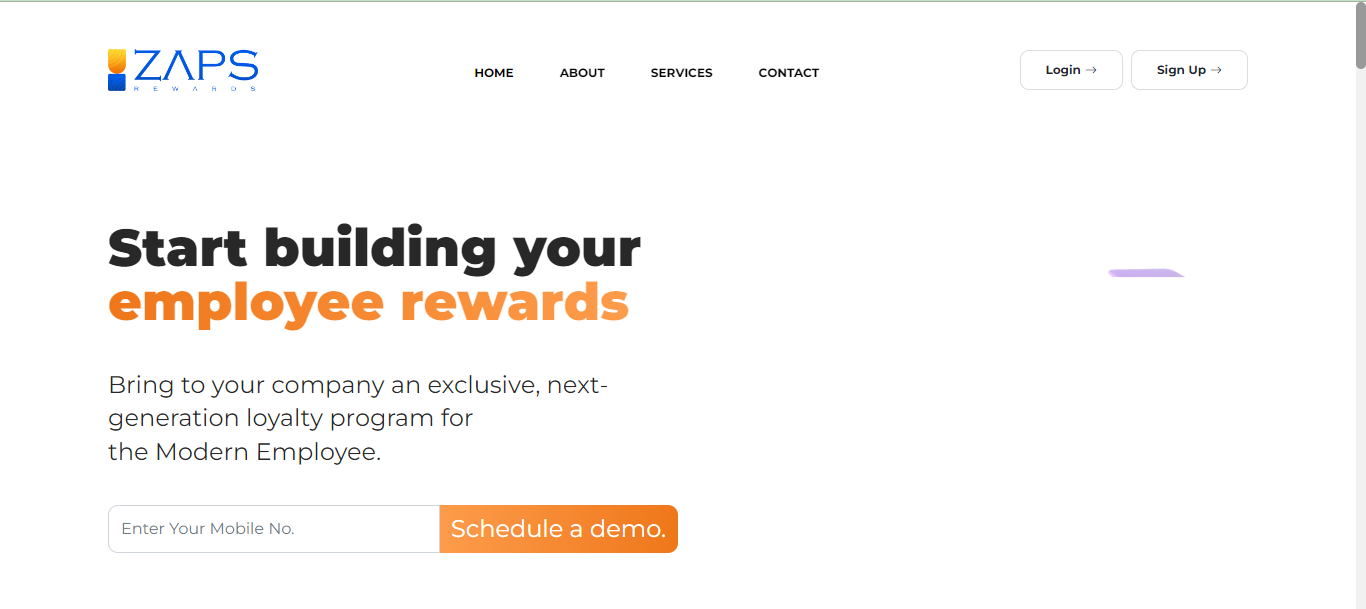 ZAPS
REWARDS
HOME
ABOUT
SERVICES
CONTACT
Login →
Sign Up →
Start building your
employee rewards
Bring to your company an exclusive, next-
generation loyalty program for
the Modern Employee.
Enter Your Mobile No.
Schedule a demo.